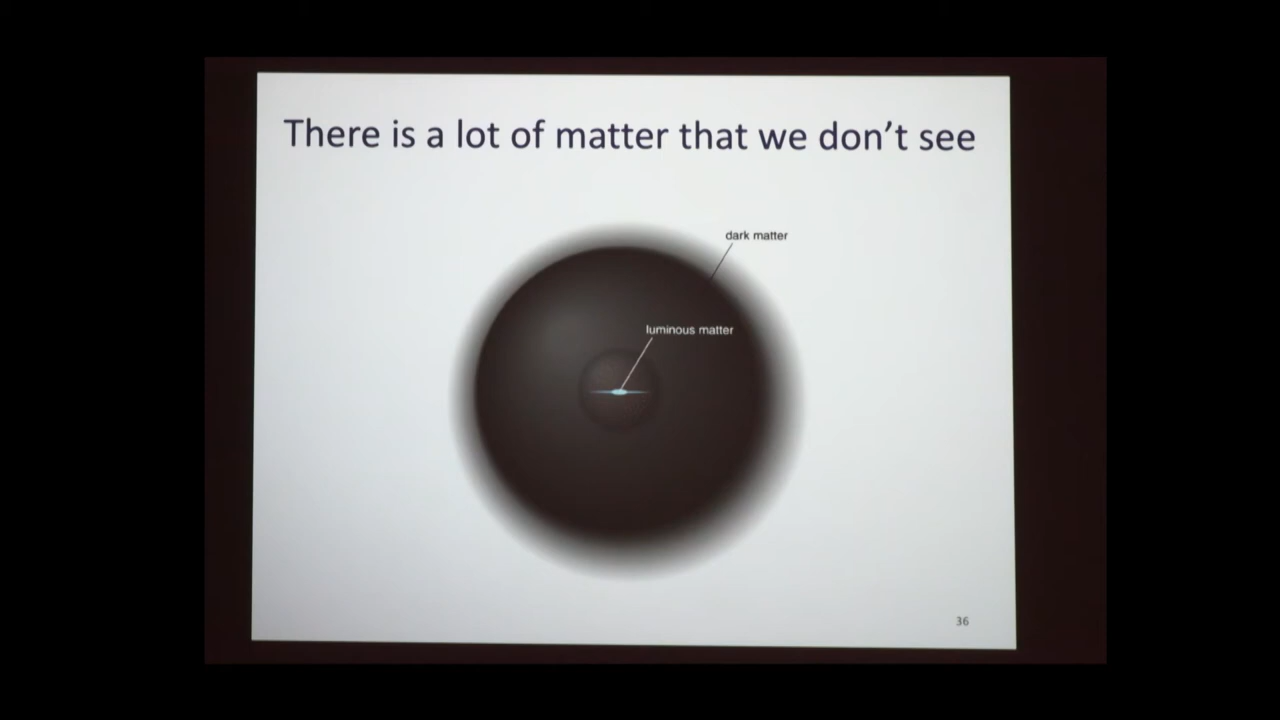 There is a lot of matter that we don't see
dark matter
luminous matter
36